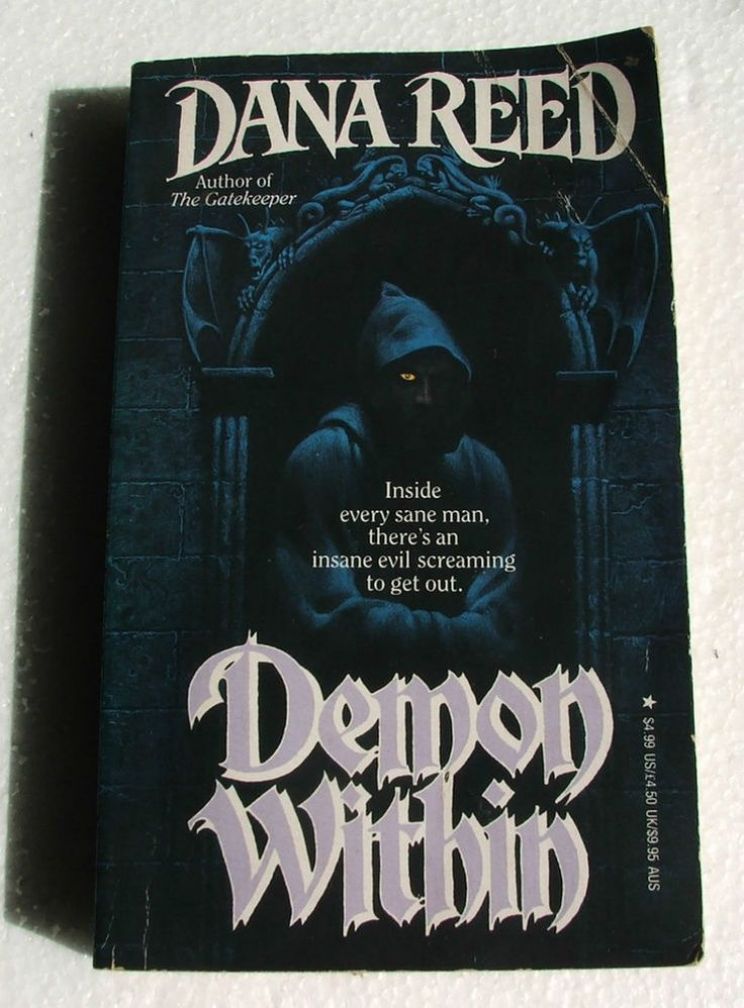 DANA REED
Author of
The Gatekeeper
Inside
every sane man,
there's an
insane evil screaming
to get out.
Demon
Within
$4.99 US/£4.50 UK/$9.95 AUS